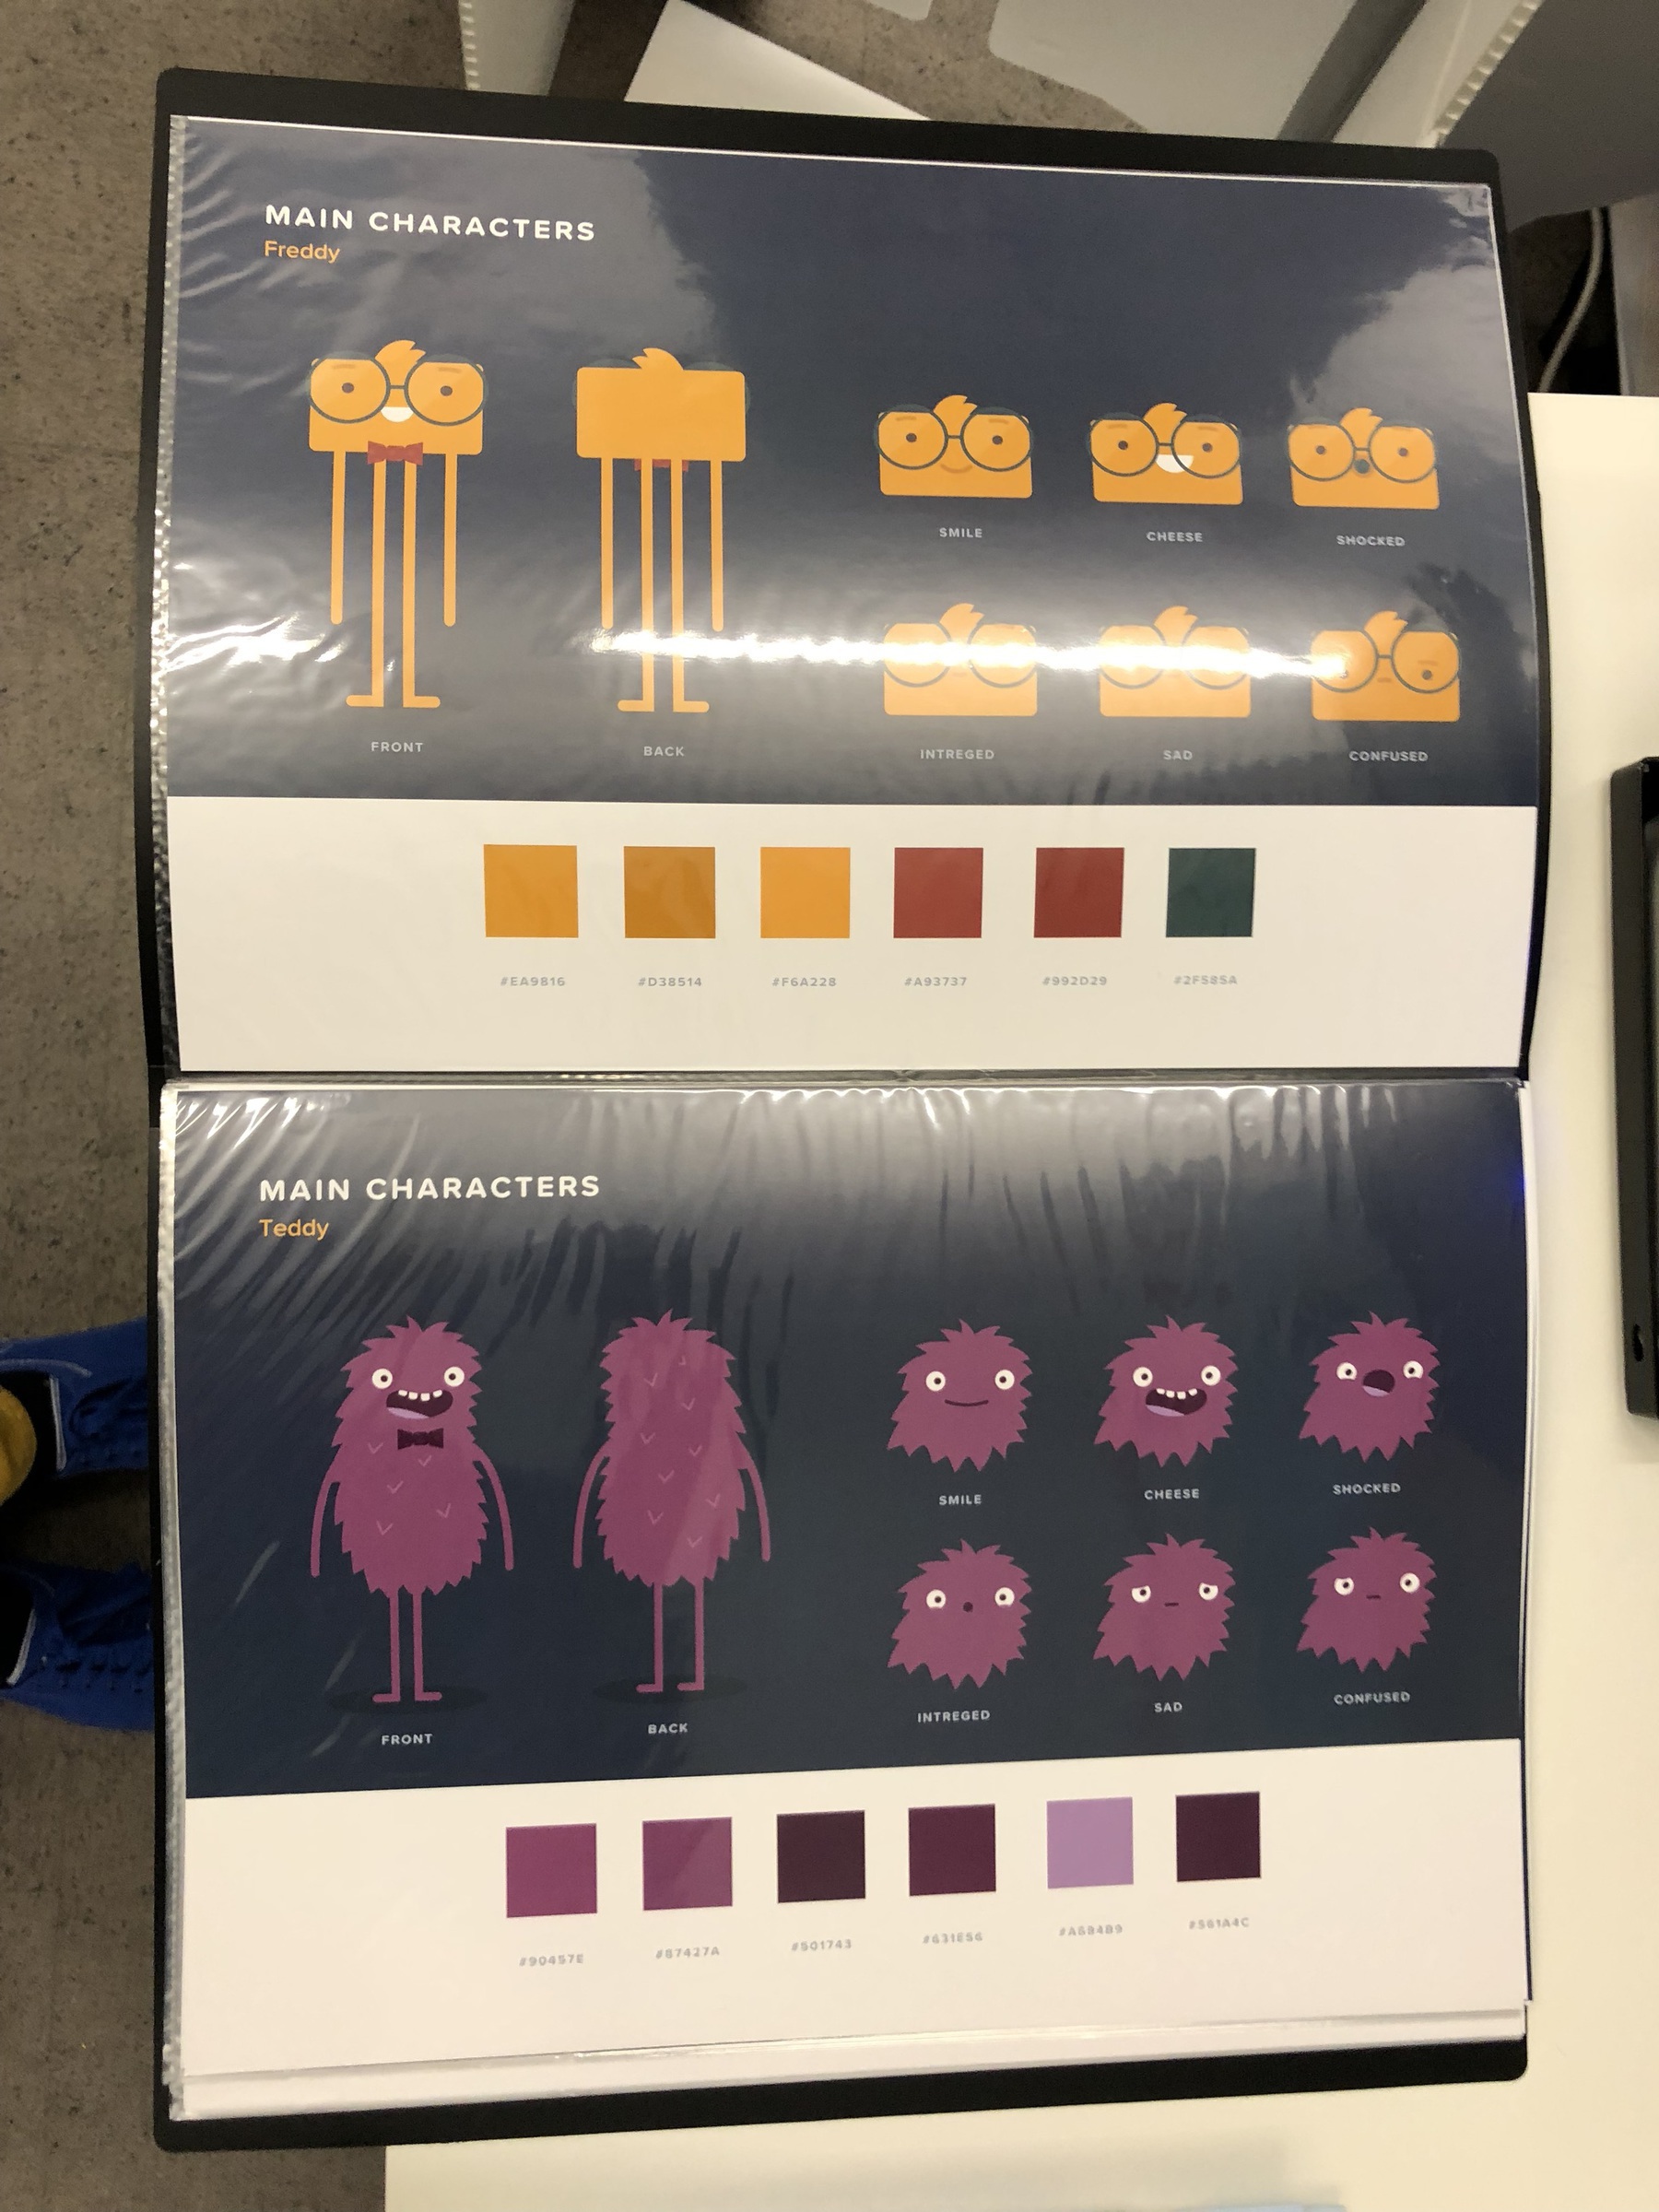 MAIN CHARACTERS
Freddy
SMILE CHEESE SHOCKED
FRONT BACK INTREGED SAD CONFUSED
#EA9816 #D38514 #F6A228 #A93737 #992D29 #2F585A
MAIN CHARACTERS
Teddy
SMILE CHEESE SHOCKED
INTREGED SAD CONFUSED
FRONT BACK
#90457E #87427A #501743 #631E56 #561A4C